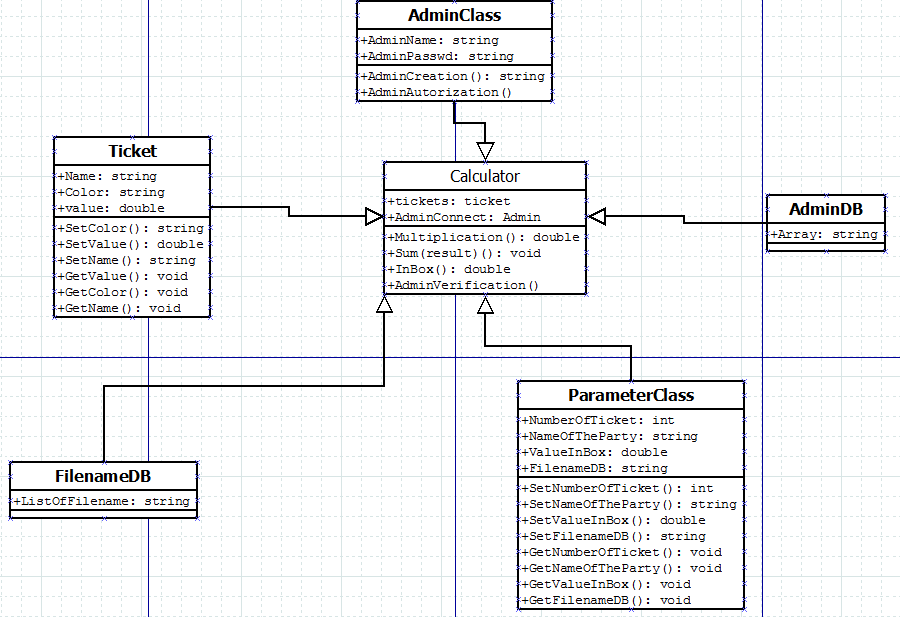 AdminClass
+AdminName: string
+AdminPasswd: string
+AdminCreation(): string
+AdminAutorization()
Ticket
+Name: string
+Color: string
+value: double
+SetColor(): string
+SetValue(): double
+SetName(): string
+GetValue(): void
+GetColor(): void
+GetName(): void
Calculator
+tickets: ticket
+AdminConnect: Admin
+Multiplication(): double
+Sum(result)(): void
+InBox(): double
+AdminVerification()
AdminDB
+Array: string
FilenameDB
+ListOfFilename: string
ParameterClass
+NumberOfTicket: int
+NameOfTheParty: string
+ValueInBox: double
+FilenameDB: string
+SetNumberOfTicket(): int
+SetNameOfTheParty(): string
+SetValueInBox(): double
+SetFilenameDB(): string
+GetNumberOfTicket(): void
+GetNameOfTheParty(): void
+GetValueInBox(): void
+GetFilenameDB(): void